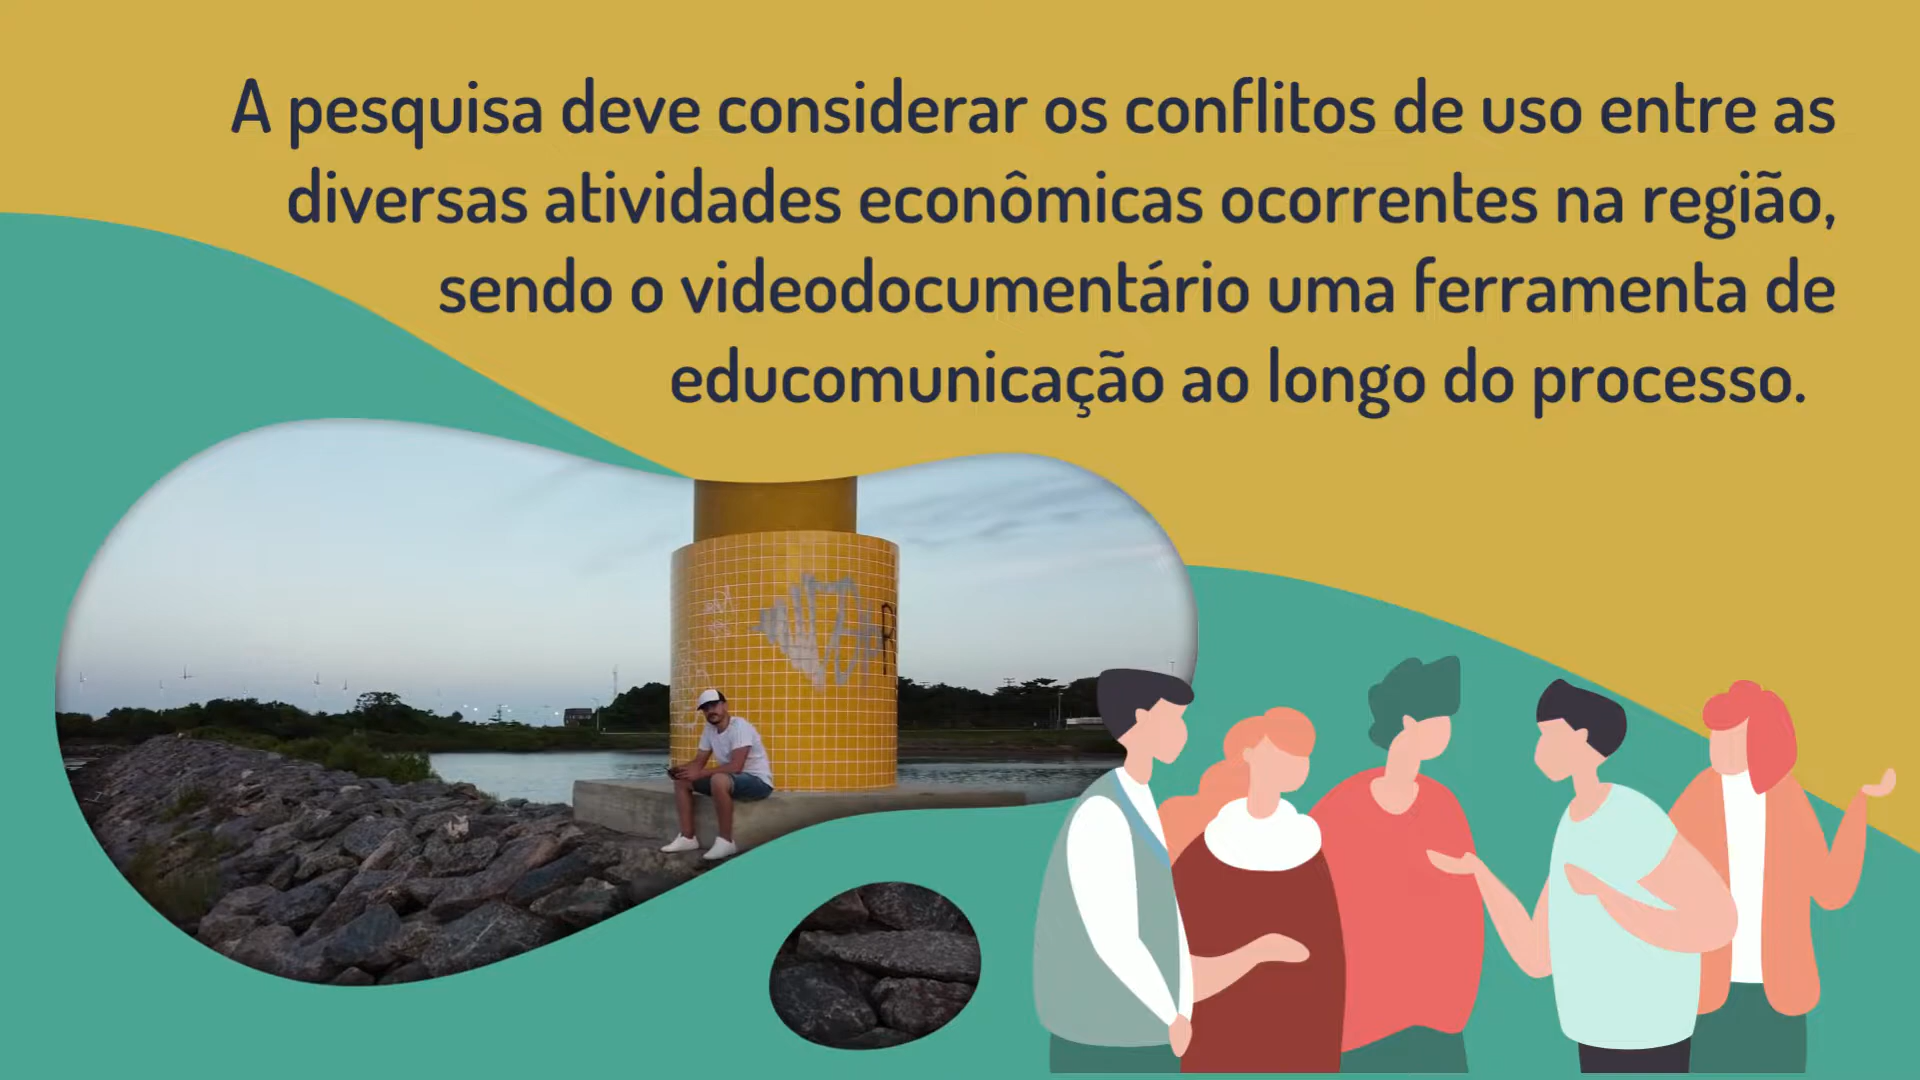 A pesquisa deve considerar os conflitos de uso entre as
diversas atividades econômicas ocorrentes na região,
sendo o videodocumentário uma ferramenta de
educomunicação ao longo do processo.